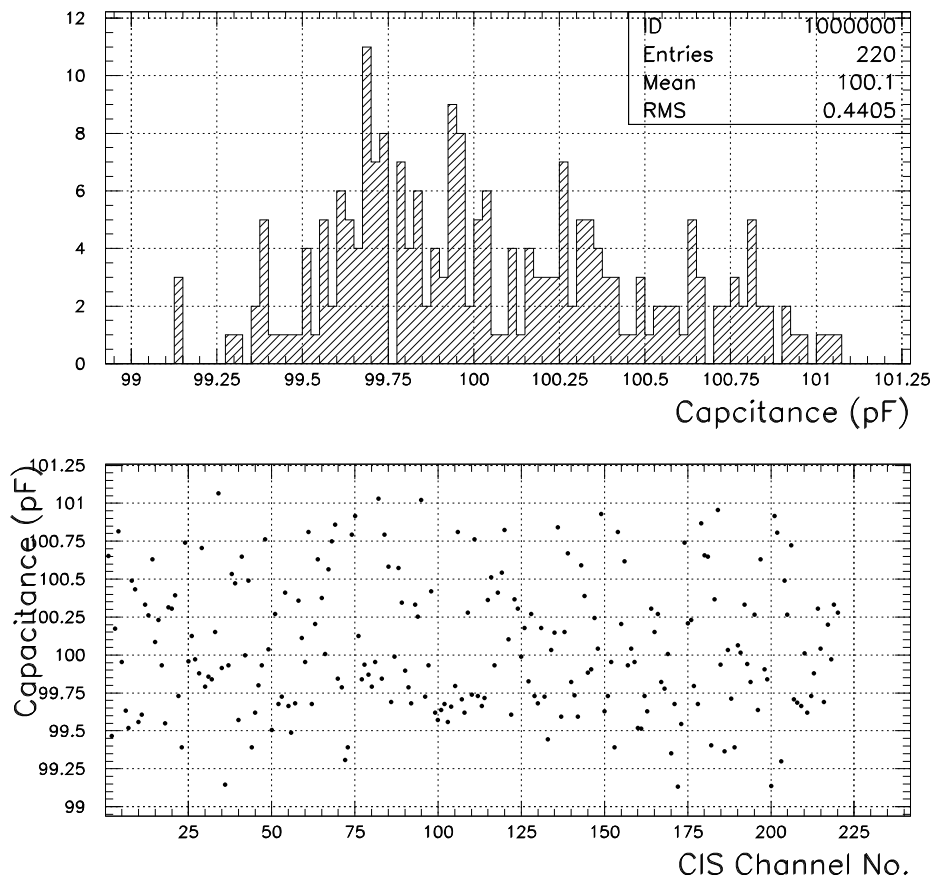 12
ID 1000000
Entries 220
10
Mean 100.1
RMS 0.4405
8
6
4
2
0
99 99.25 99.5 99.75 100 100.25 100.5 100.75 101 101.25
Capcitance (pF)
101.25
101
100.75
100.5
100.25
100
99.75
99.5
99.25
99
Capacitance (pF)
25 50 75 100 125 150 175 200 225
CIS Channel No.